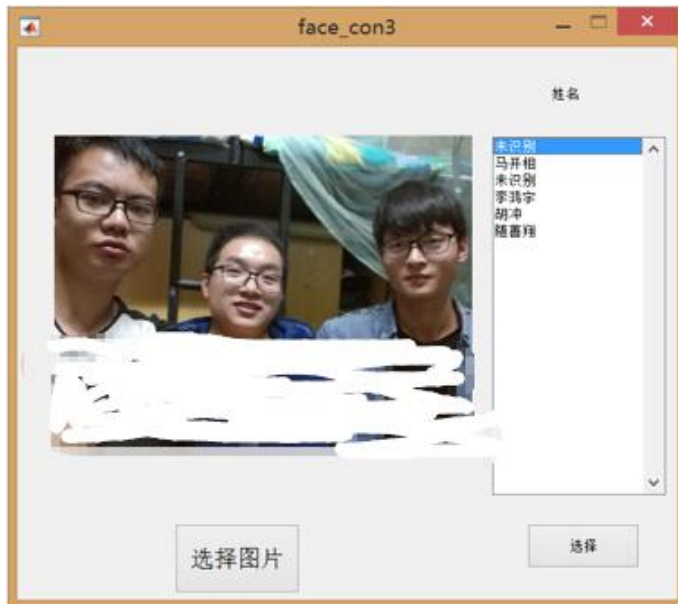 face_con3
姓名
未识别
马开相
未识别
李鸿宇
胡冲
随善翔
选择图片
选择